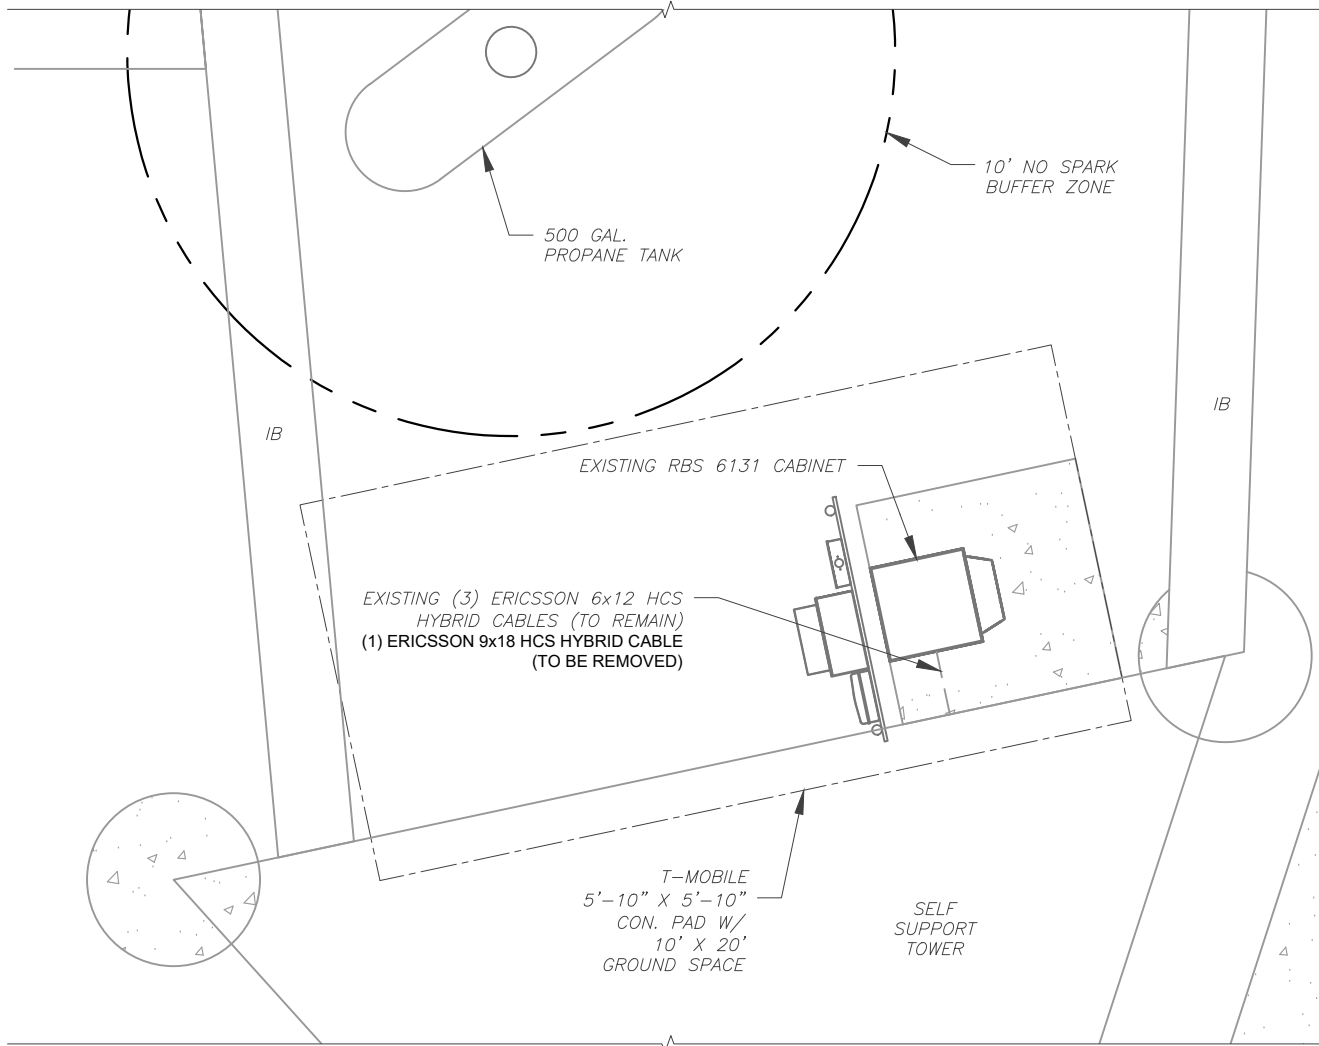 10' NO SPARK
BUFFER ZONE
500 GAL.
PROPANE TANK
IB
IB
EXISTING RBS 6131 CABINET
EXISTING (3) ERICSSON 6x12 HCS
HYBRID CABLES (TO REMAIN)
(1) ERICSSON 9x18 HCS HYBRID CABLE
(TO BE REMOVED)
T-MOBILE
5'-10" X 5'-10"
CON. PAD W/
10' X 20'
GROUND SPACE
SELF
SUPPORT
TOWER